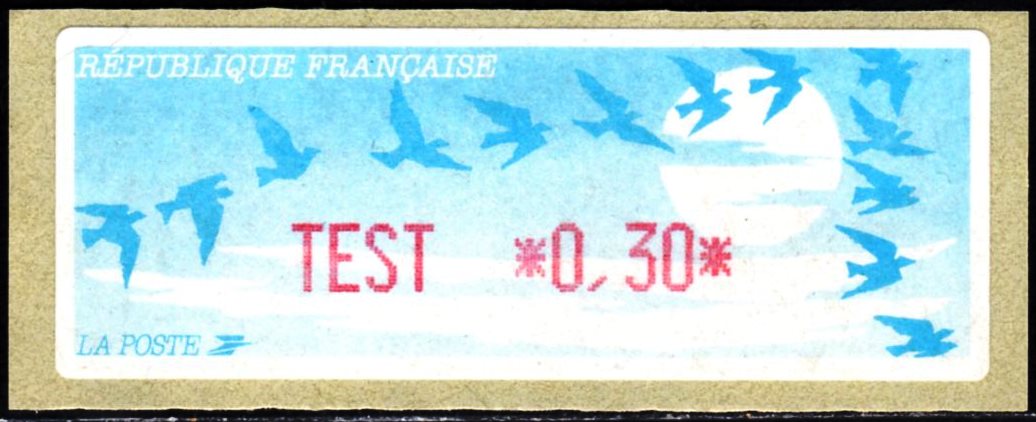 RÉPUBLIQUE FRANÇAISE
TEST *0,30*
LA POSTE